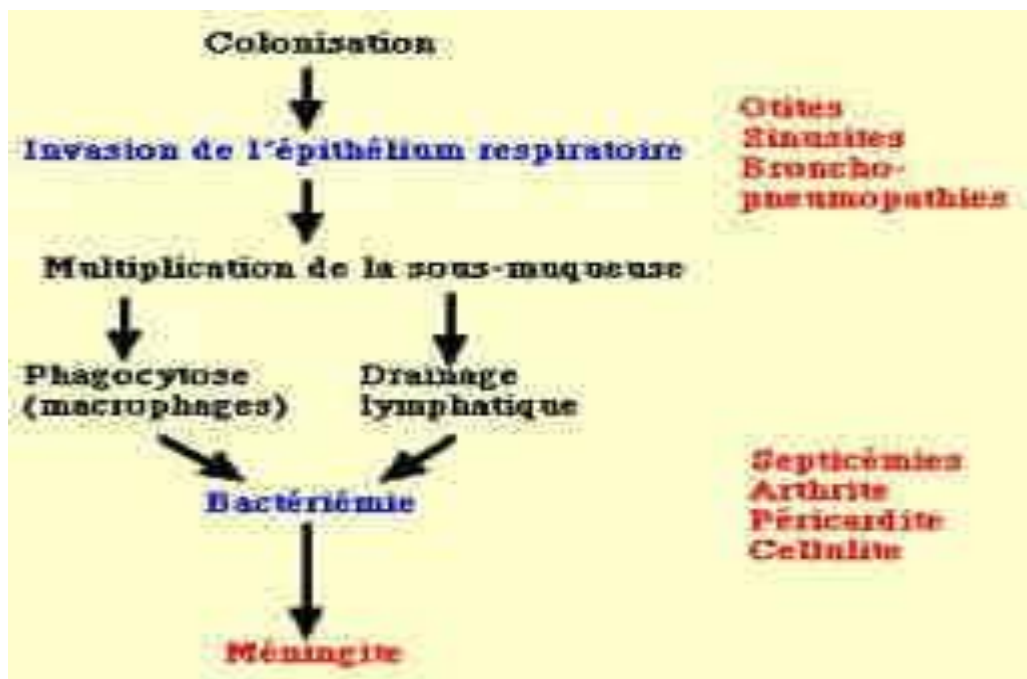 Colonisation
Invasion de l'épithélium respiratoire
Otites
Sinusites
Broncho-
pneumopathies
Multiplication de la sous-muqueuse
Phagocytose
(macrophages)
Drainage
lymphatique
Bactériémie
Septicémies
Arthrite
Péricardite
Cellulite
Méningite